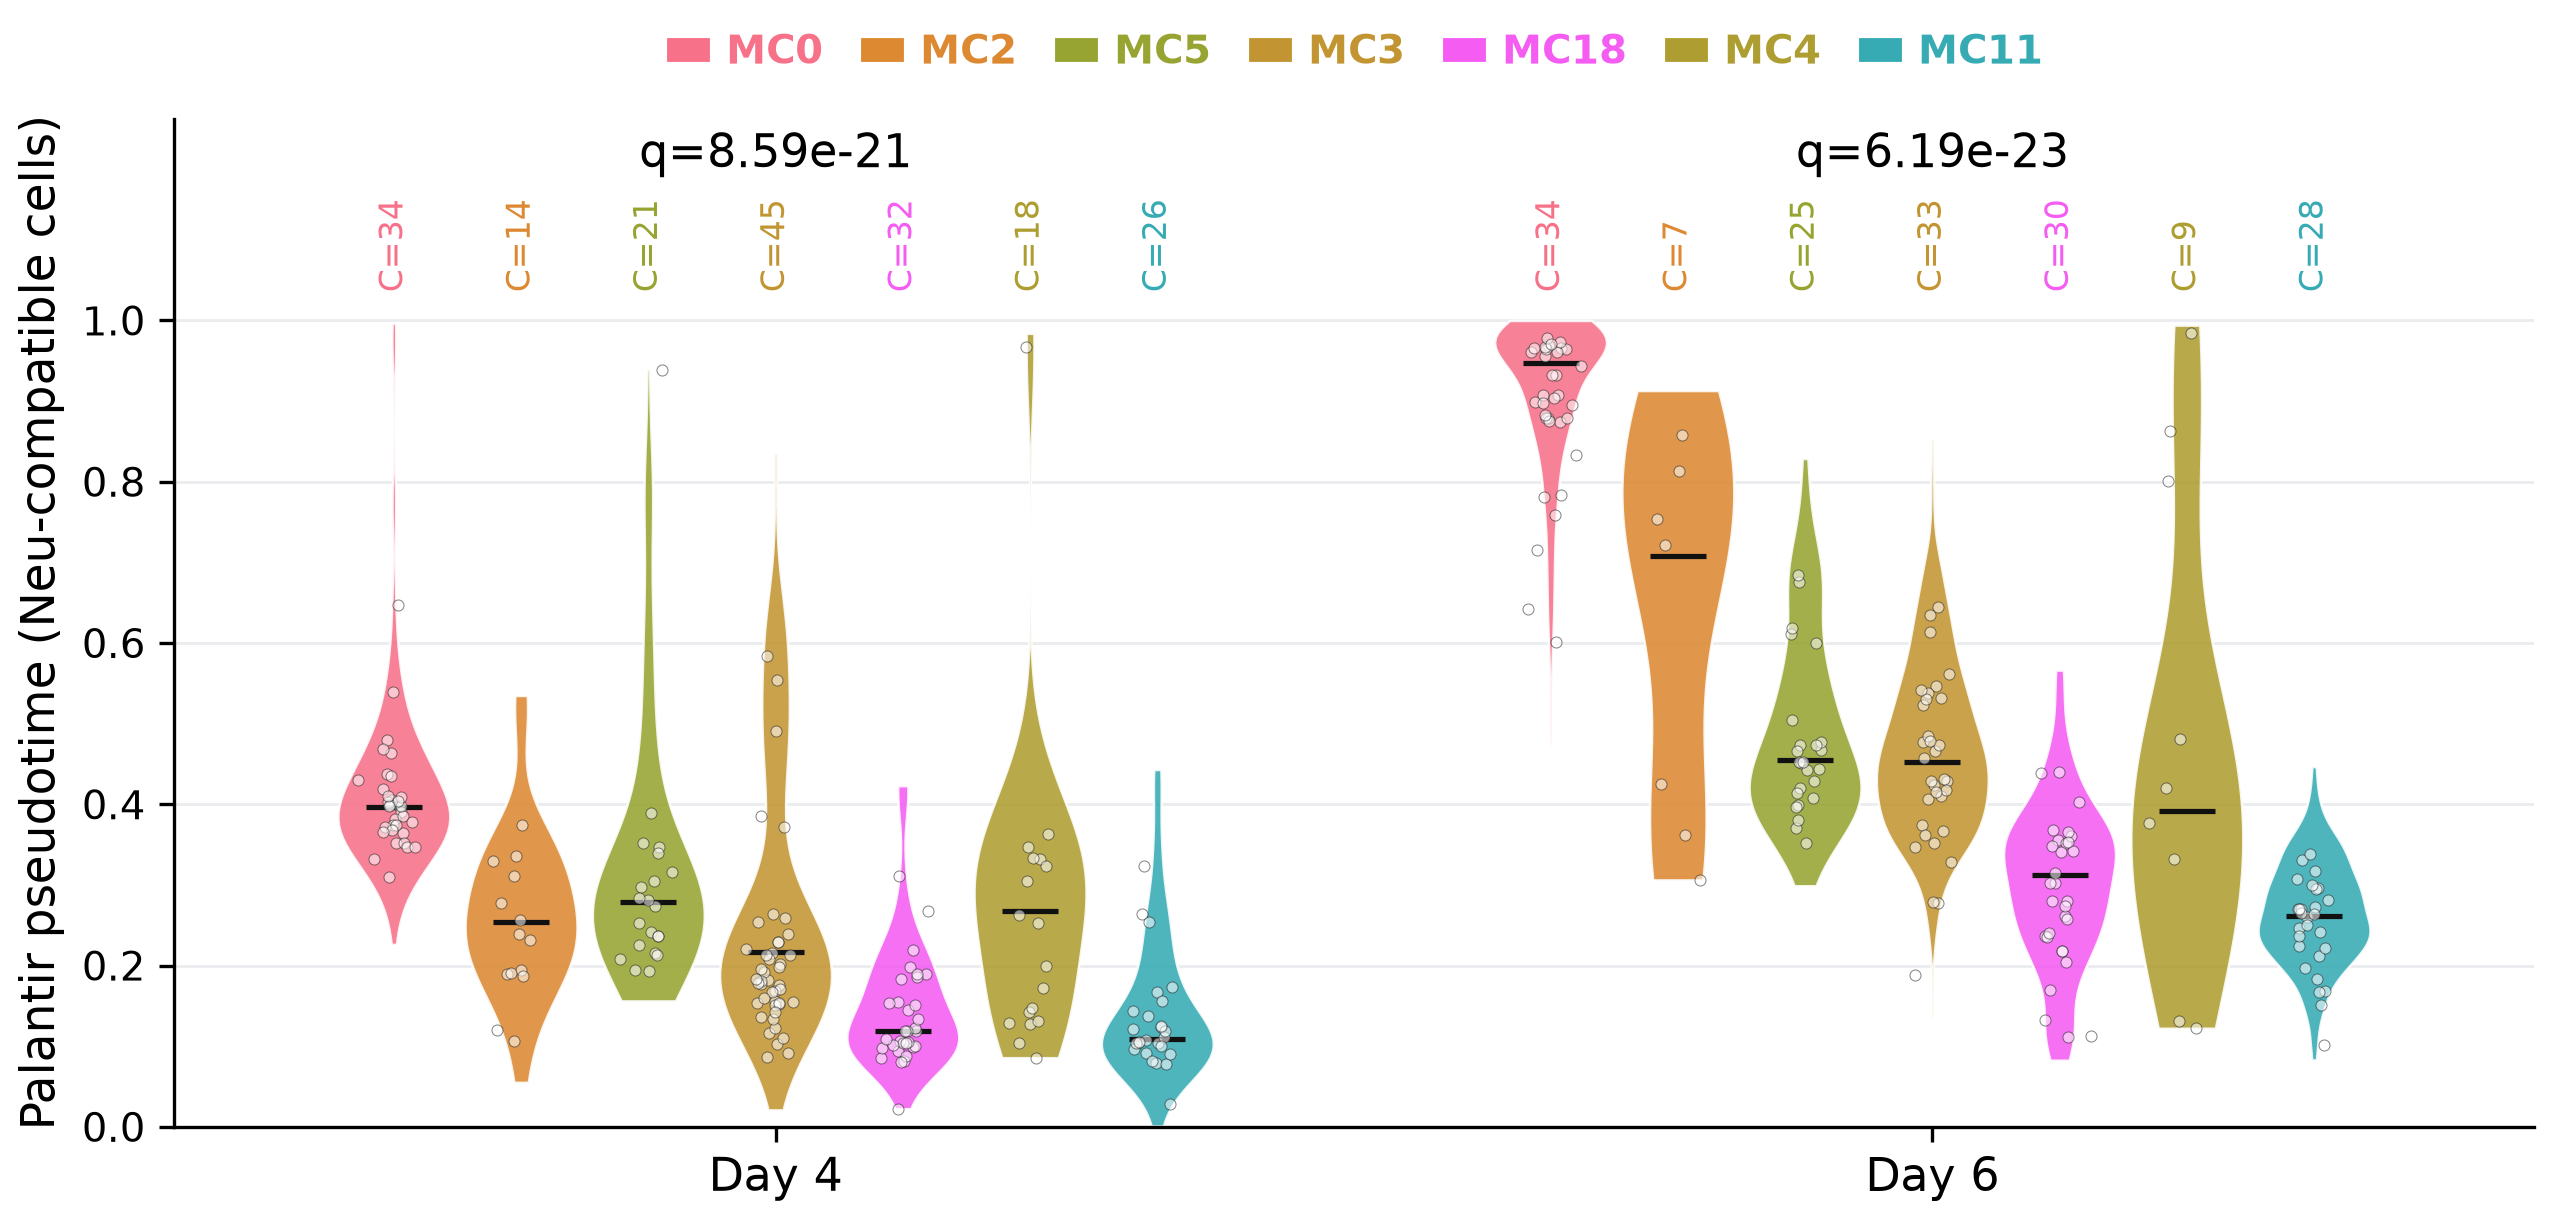 MC0 MC2 MC5 MC3 MC18 MC4 MC11
Palantir pseudotime (Neu-compatible cells)
q=8.59e-21 q=6.19e-23
C=34 C=14 C=21 C=45 C=32 C=18 C=26 C=34 C=7 C=25 C=33 C=30 C=9 C=28
1.0
0.8
0.6
0.4
0.2
0.0
Day 4 Day 6